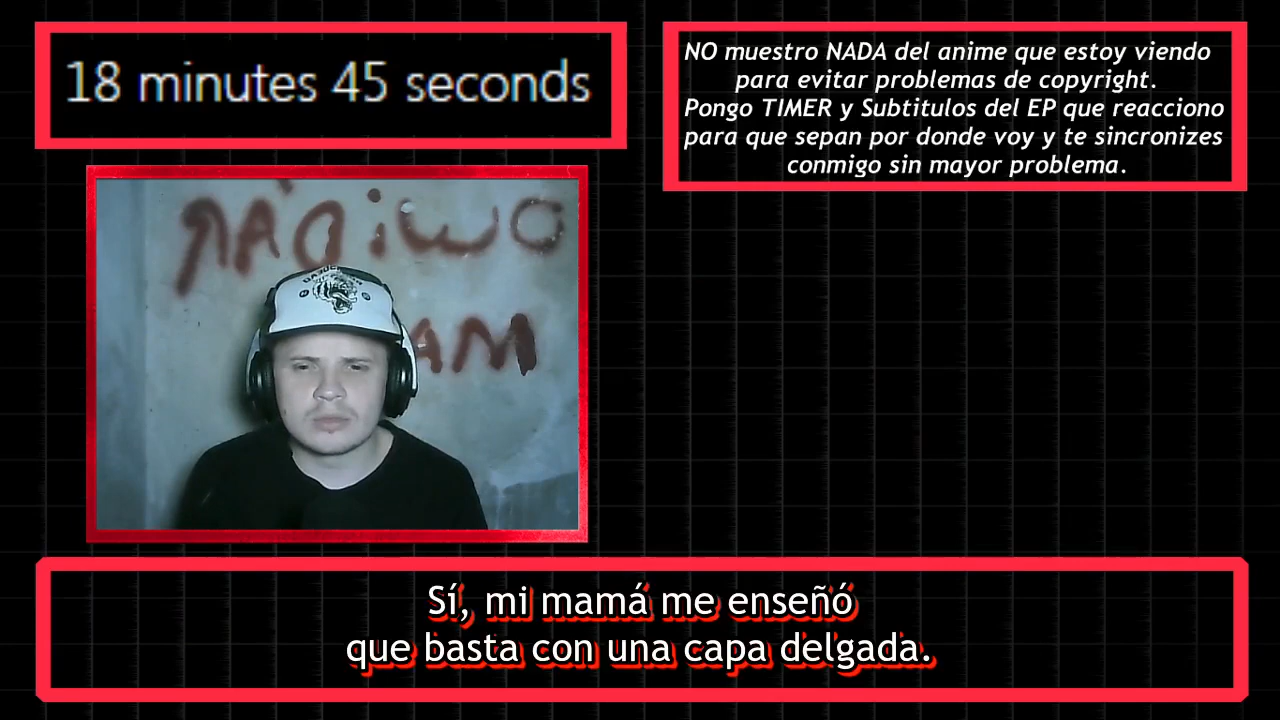 18 minutes 45 seconds
NO muestro NADA del anime que estoy viendo
para evitar problemas de copyright.
Pongo TIMER y Subtitulos del EP que reacciono
para que sepan por donde voy y te sincronizes
conmigo sin mayor problema.
Sí, mi mamá me enseñó
que basta con una capa delgada.